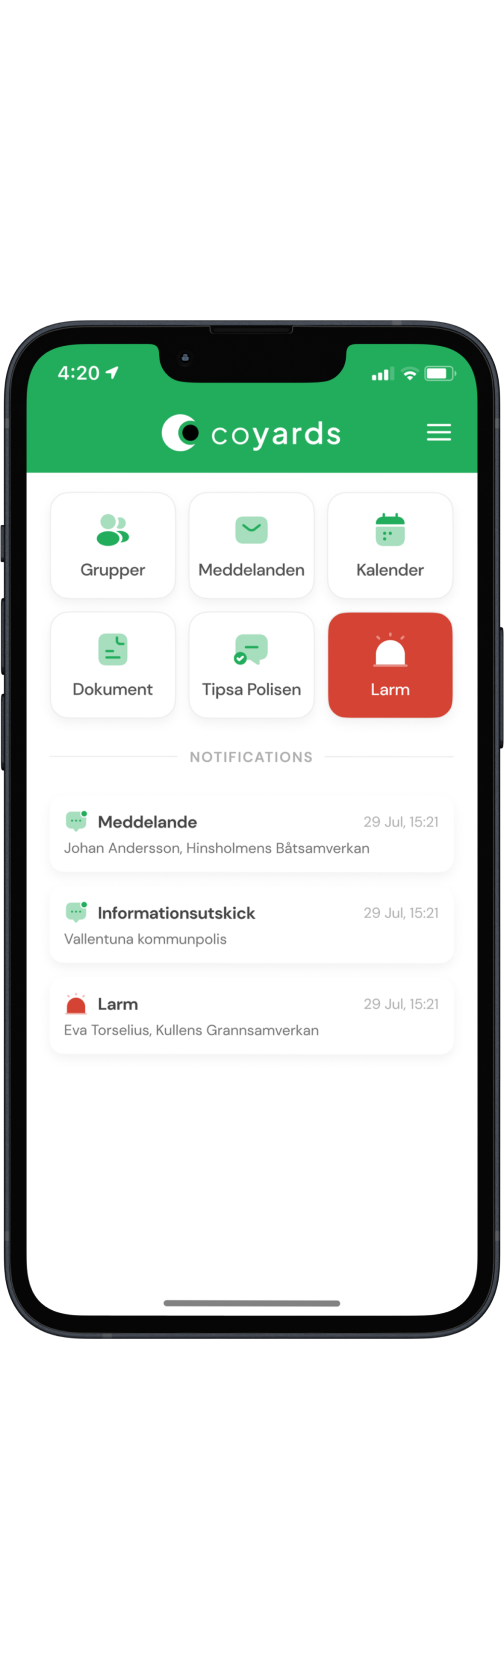 4:20
coyards
Grupper
Meddelanden
Kalender
Dokument
Tipsa Polisen
Larm
NOTIFICATIONS
Meddelande 29 Jul, 15:21
Johan Andersson, Hinsholmens Båtsamverkan
Informationsutskick 29 Jul, 15:21
Vallentuna kommunpolis
Larm 29 Jul, 15:21
Eva Torselius, Kullens Grannsamverkan